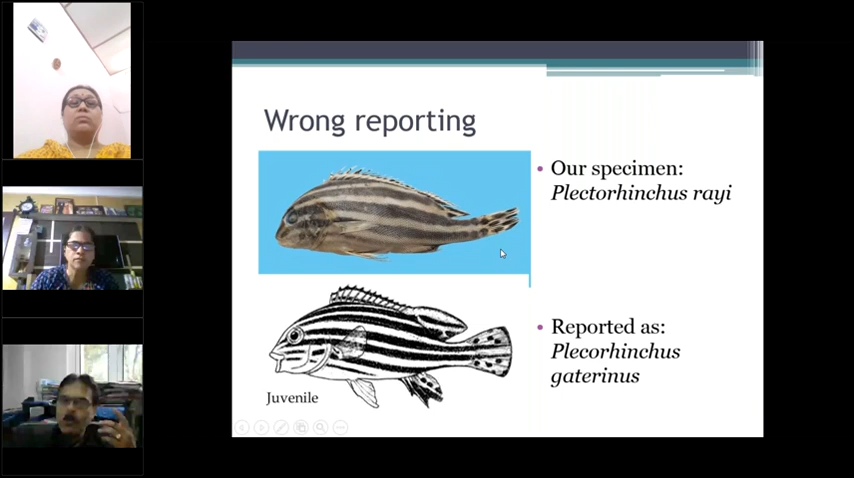 Wrong reporting
• Our specimen:
Plectorhinchus rayi
Juvenile
• Reported as:
Plecorhinchus
gaterinus